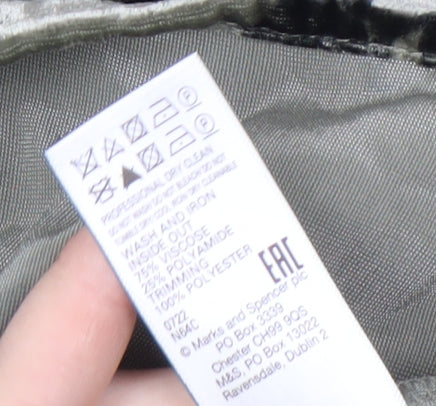 PROFESSIONAL DRY CLEAN
DO NOT WASH DO NOT BLEACH DO NOT
TUMBLE DRY COOL IRON DRY CLEANABLE
WASH AND IRON
INSIDE OUT
75% VISCOSE
25% POLYAMIDE
TRIMMING
100% POLYESTER
0722
N64C
EAC
© Marks and Spencer plc
PO Box 3339
Chester CH99 9QS
M&S, PO Box 13022
Ravensdale, Dublin 2